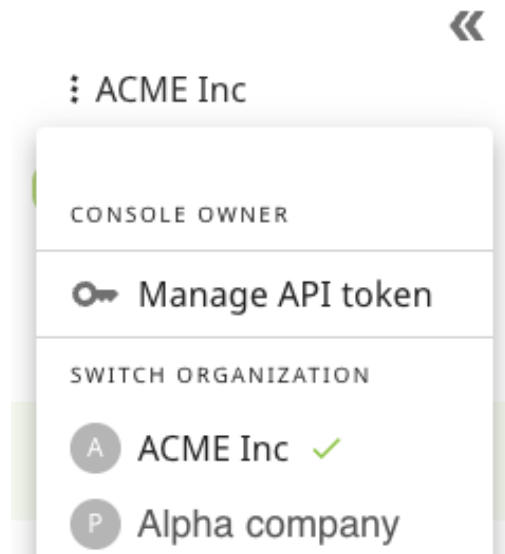 ACME Inc
CONSOLE OWNER
Manage API token
SWITCH ORGANIZATION
A ACME Inc
P Alpha company